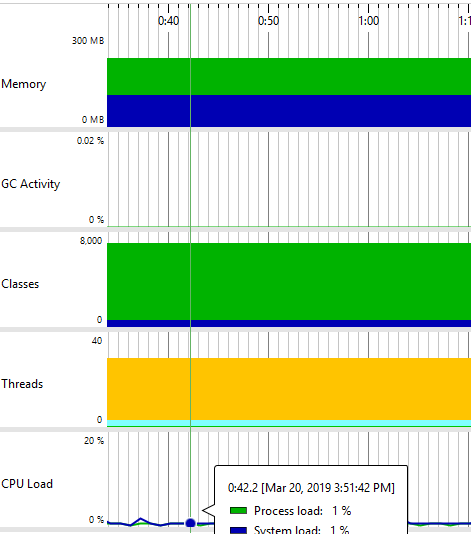 0:40 0:50 1:00 1:1
300 MB
Memory
0 MB
0.02 %
GC Activity
0 %
8,000
Classes
0
40
Threads
0
20 %
CPU Load
0:42.2 [Mar 20, 2019 3:51:42 PM]
Process load: 1 %
0 %
System load: 1 %